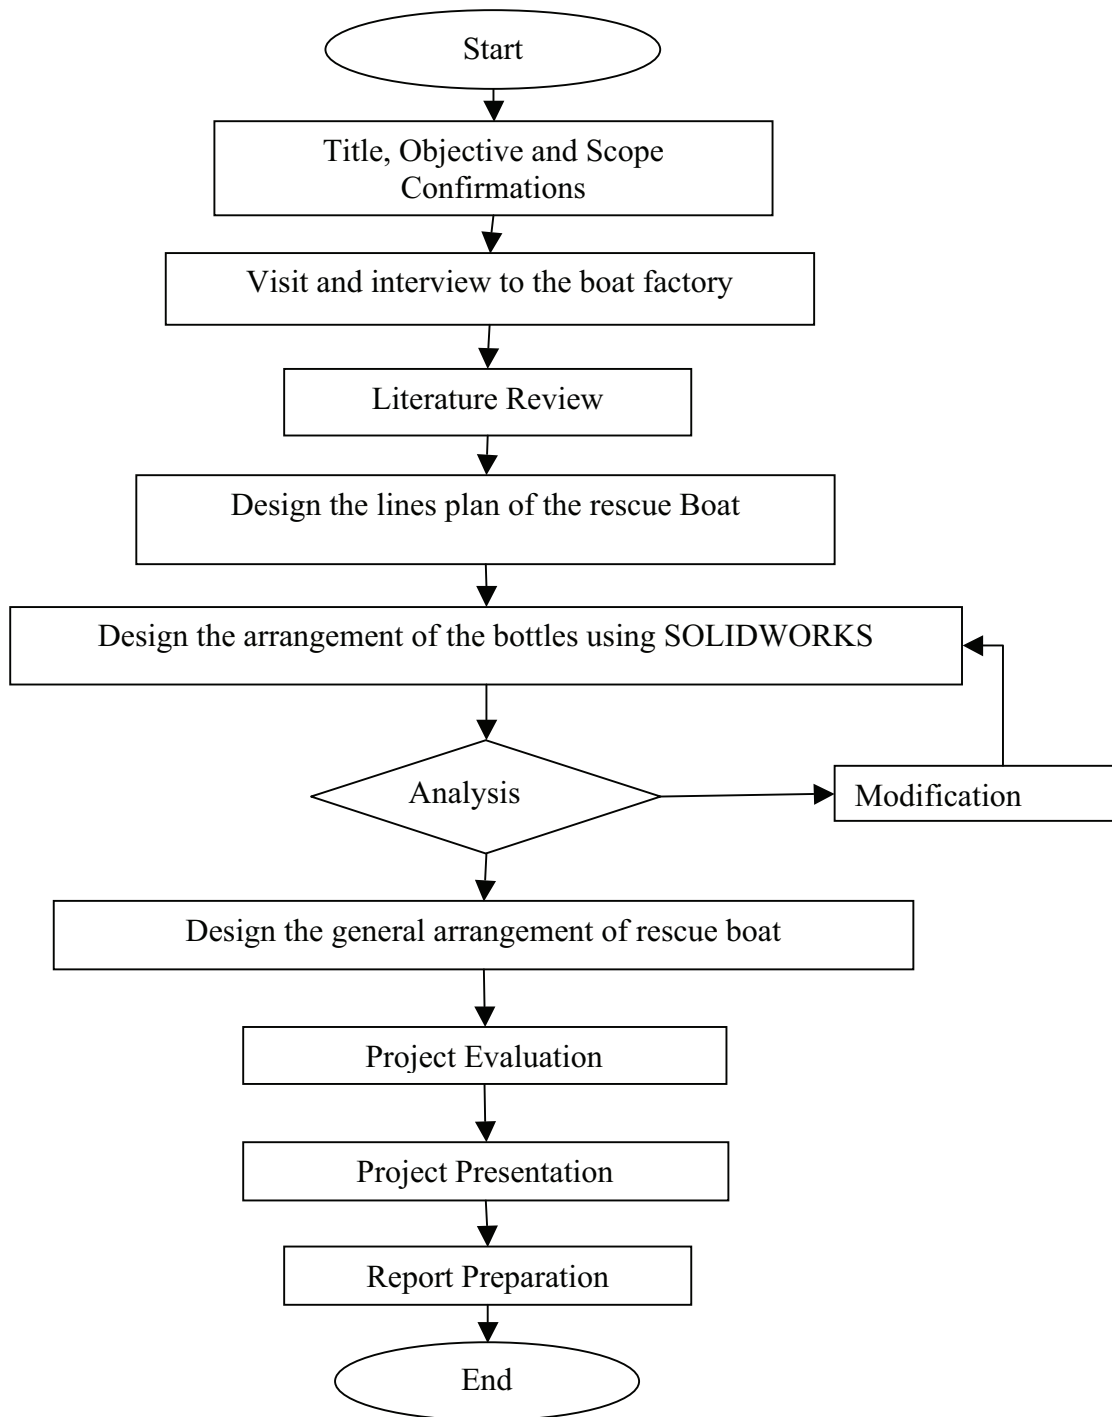 Start
Title, Objective and Scope
Confirmations
Visit and interview to the boat factory
Literature Review
Design the lines plan of the rescue Boat
Design the arrangement of the bottles using SOLIDWORKS
Analysis
Modification
Design the general arrangement of rescue boat
Project Evaluation
Project Presentation
Report Preparation
End